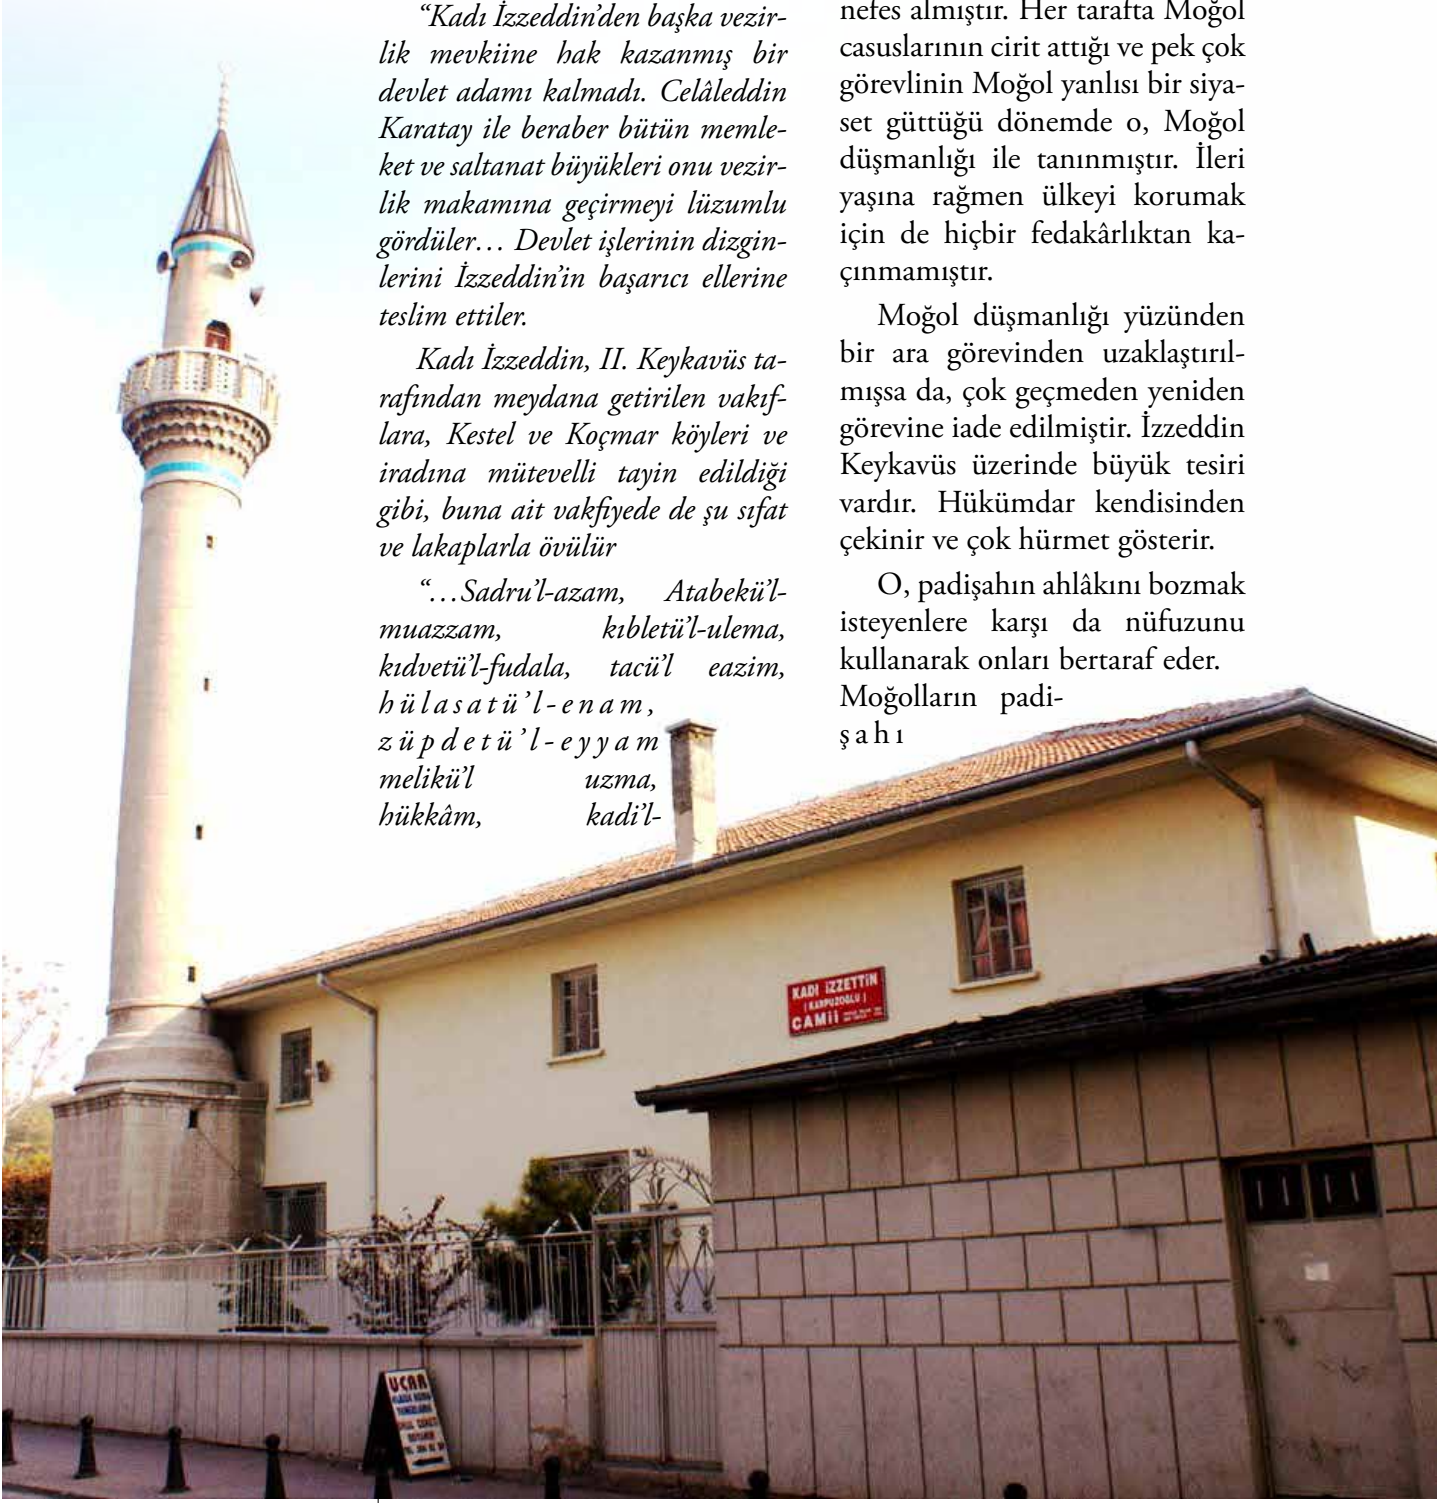 “Kadı İzzeddin’den başka vezir-
lik mevkiine hak kazanmış bir
devlet adamı kalmadı. Celâleddin
Karatay ile beraber bütün memle-
ket ve saltanat büyükleri onu vezir-
lik makamına geçirmeyi lüzumlu
gördüler… Devlet işlerinin dizgin-
lerini İzzeddin’in başarıcı ellerine
teslim ettiler.
Kadı İzzeddin, II. Keykavüs ta-
rafından meydana getirilen vakıf-
lara, Kestel ve Koçmar köyleri ve
iradına mütevelli tayin edildiği
gibi, buna ait vakfiyede de şu sıfat
ve lakaplarla övülür
“…Sadru’l-azam, Atabekü’l-
muazzam, kıbletü’l-ulema,
kıdvetü’l-fudala, tacü’l eazim,
hülasatü’l-enam,
züpdetü’l-eyyam
melikü’l uzma,
hükkâm, kadi’l-
nefes almıştır. Her tarafta Moğol
casuslarının cirit attığı ve pek çok
görevlinin Moğol yanlısı bir siya-
set güttüğü dönemde o, Moğol
düşmanlığı ile tanınmıştır. İleri
yaşına rağmen ülkeyi korumak
için de hiçbir fedakârlıktan ka-
çınmamıştır.
Moğol düşmanlığı yüzünden
bir ara görevinden uzaklaştırıl-
mışsa da, çok geçmeden yeniden
görevine iade edilmiştir. İzzeddin
Keykavüs üzerinde büyük tesiri
vardır. Hükümdar kendisinden
çekinir ve çok hürmet gösterir.
O, padişahın ahlâkını bozmak
isteyenlere karşı da nüfuzunu
kullanarak onları bertaraf eder.
Moğolların padi-
şahı
KADI İZZETTİN
(KARPUZOĞLU)
CAMİİ
UÇAR